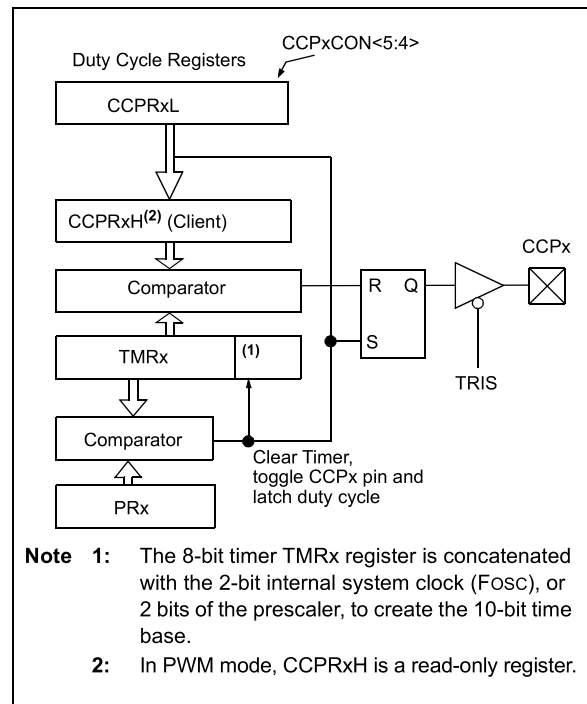 CCPxCON<5:4>
Duty Cycle Registers
CCPRxL
CCPRxH(2) (Client)
CCPx
Comparator
R Q
TMRx
(1)
S
TRIS
Comparator
Clear Timer,
toggle CCPx pin and
latch duty cycle
PRx
Note 1: The 8-bit timer TMRx register is concatenated
with the 2-bit internal system clock (FOSC), or
2 bits of the prescaler, to create the 10-bit time
base.
2: In PWM mode, CCPRxH is a read-only register.